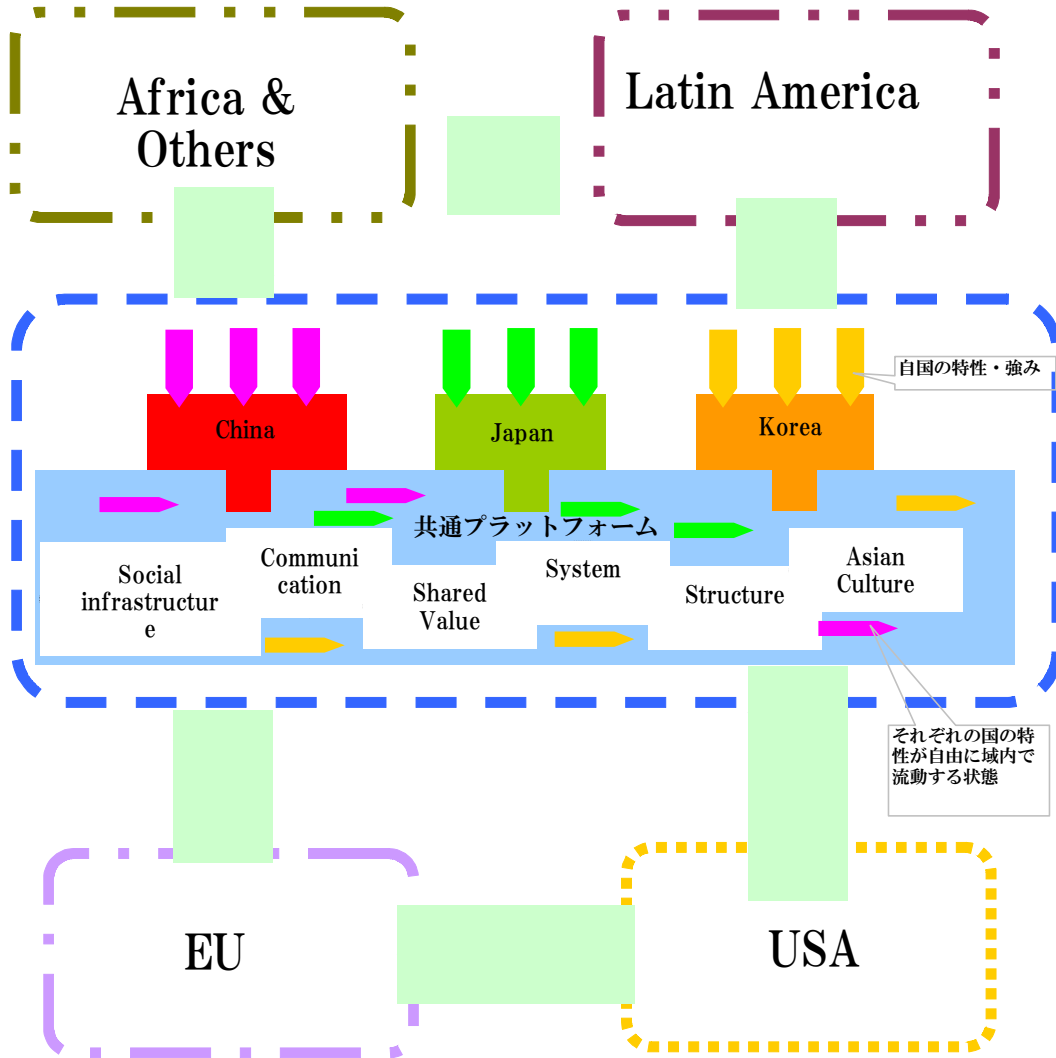 Africa &
Others
Latin America
自国の特性・強み
China
Japan
Korea
共通プラットフォーム
Social
infrastructur
e
Communi
cation
Shared
Value
System
Structure
Asian
Culture
それぞれの国の特
性が自由に域内で
流動する状態
EU
USA